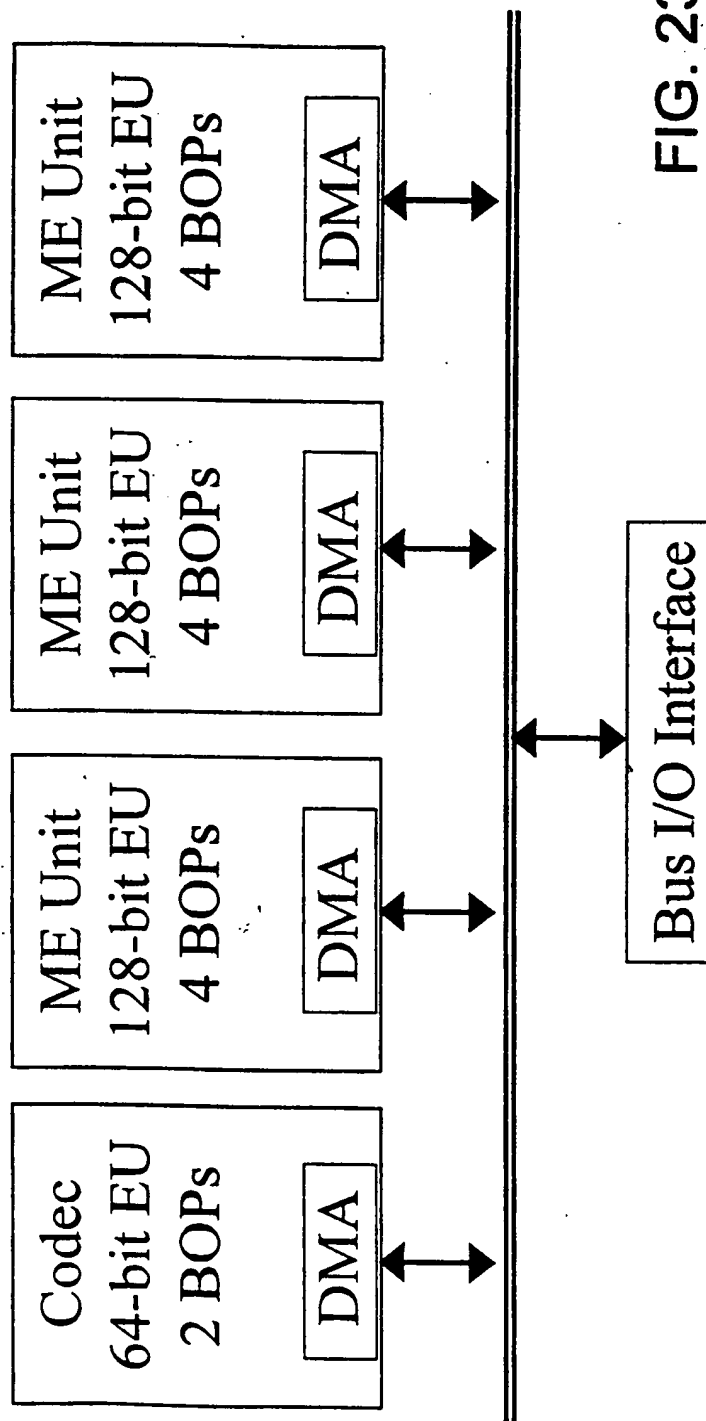 Codec
64-bit EU
2 BOPs
DMA
ME Unit
128-bit EU
4 BOPs
DMA
ME Unit
128-bit EU
4 BOPs
DMA
ME Unit
128-bit EU
4 BOPs
DMA
Bus I/O Interface
FIG.